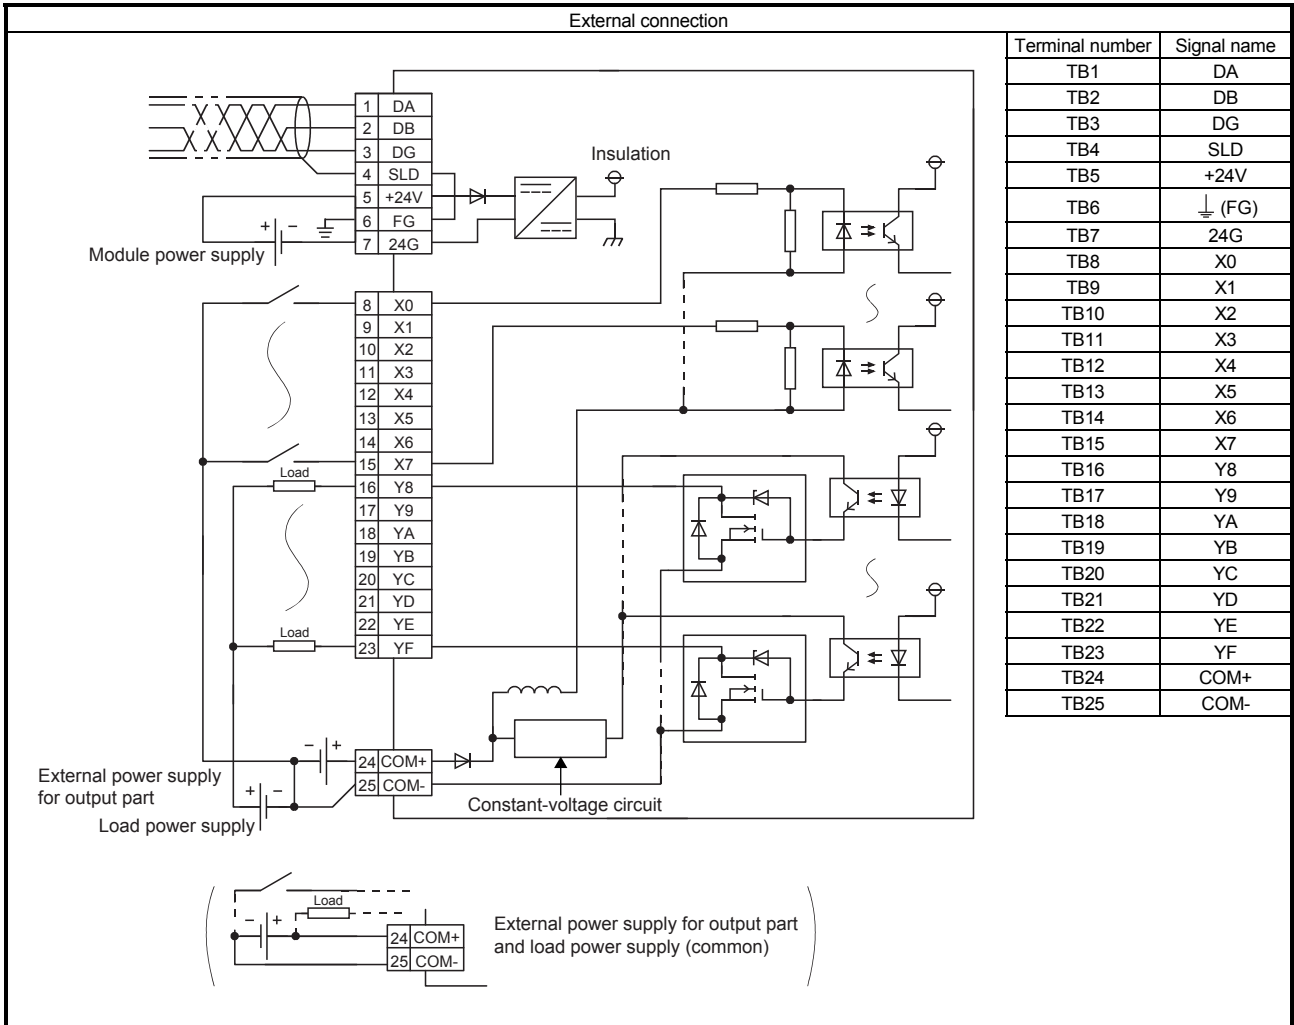 External connection
Terminal number Signal name
TB1 DA
TB2 DB
TB3 DG
TB4 SLD
TB5 +24V
TB6 ⏚ (FG)
TB7 24G
TB8 X0
TB9 X1
TB10 X2
TB11 X3
TB12 X4
TB13 X5
TB14 X6
TB15 X7
TB16 Y8
TB17 Y9
TB18 YA
TB19 YB
TB20 YC
TB21 YD
TB22 YE
TB23 YF
TB24 COM+
TB25 COM-
1 DA
2 DB
3 DG
4 SLD
5 +24V
6 FG
7 24G
Insulation
+ −
Module power supply
8 X0
9 X1
10 X2
11 X3
12 X4
13 X5
14 X6
15 X7
Load
16 Y8
17 Y9
18 YA
19 YB
20 YC
21 YD
22 YE
Load
23 YF
− +
24 COM+
25 COM-
External power supply
for output part
+ −
Load power supply
Constant-voltage circuit
Load
− +
24 COM+
25 COM-
External power supply for output part
and load power supply (common)